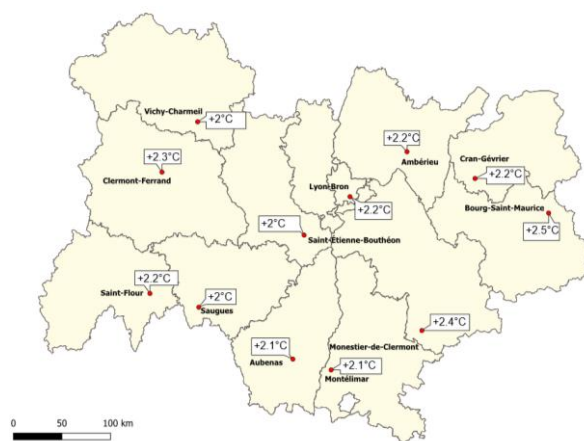 Vichy-Charmeil
+2°C
+2.2°C
Ambérieu
+2.3°C
Clermont-Ferrand
Cran-Gévrier
+2.2°C
Lyon-Bron
+2.2°C
Bourg-Saint-Maurice
+2.5°C
+2°C
Saint-Étienne-Bouthéon
+2.2°C
Saint-Flour
+2°C
Saugues
+2.4°C
Monestier-de-Clermont
+2.1°C
Aubenas
+2.1°C
Montélimar
0 50 100 km